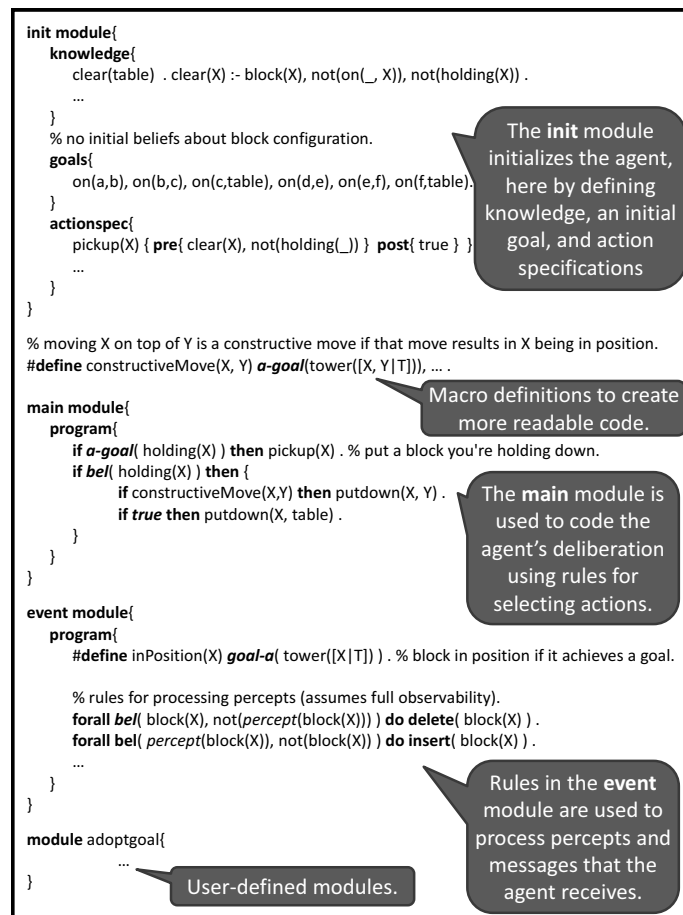 init module{
knowledge{
clear(table)  . clear(X) :- block(X), not(on(_, X)), not(holding(X)) .
...
}
% no initial beliefs about block configuration.
goals{
on(a,b), on(b,c), on(c,table), on(d,e), on(e,f), on(f,table).
}
actionspec{
pickup(X) { pre{ clear(X), not(holding(_)) }  post{ true }  }
...
}
}
The init module
initializes the agent,
here by defining
knowledge, an initial
goal, and action
specifications
% moving X on top of Y is a constructive move if that move results in X being in position.
#define constructiveMove(X, Y) a-goal(tower([X, Y|T])), ... .
Macro definitions to create
more readable code.
main module{
program{
if a-goal( holding(X) ) then pickup(X) . % put a block you're holding down.
if bel( holding(X) ) then {
if constructiveMove(X,Y) then putdown(X, Y) .
if true then putdown(X, table) .
}
}
}
The main module is
used to code the
agent's deliberation
using rules for
selecting actions.
event module{
program{
#define inPosition(X) goal-a( tower([X|T]) ) . % block in position if it achieves a goal.
% rules for processing percepts (assumes full observability).
forall bel( block(X), not(percept(block(X))) ) do delete( block(X) ) .
forall bel( percept(block(X)), not(block(X)) ) do insert( block(X) ) .
...
}
}
Rules in the event
module are used to
process percepts and
messages that the
agent receives.
module adoptgoal{
...
}
User-defined modules.